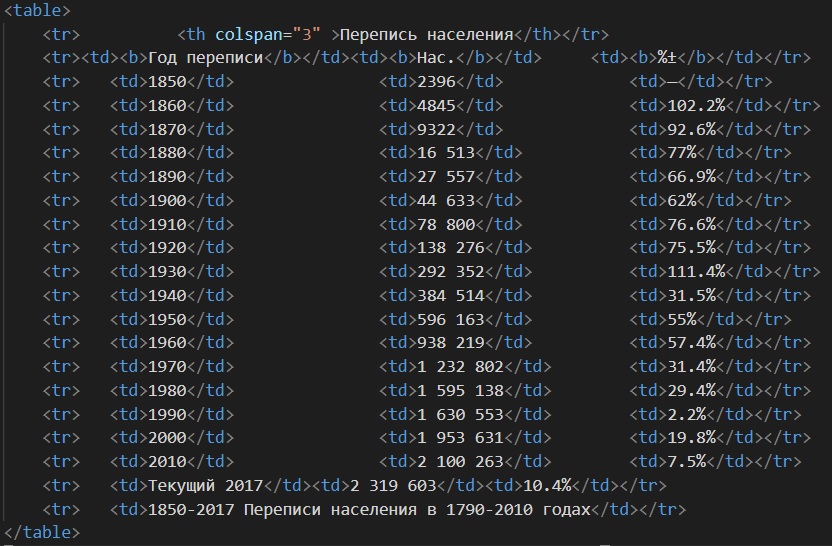 <table>
<tr> <th colspan="3" >Перепись населения</th></tr>
<tr><td><b>Год переписи</b></td><td><b>Нас.</b></td> <td><b>%±</b></td></tr>
<tr> <td>1850</td> <td>2396</td> <td>—</td></tr>
<tr> <td>1860</td> <td>4845</td> <td>102.2%</td></tr>
<tr> <td>1870</td> <td>9322</td> <td>92.6%</td></tr>
<tr> <td>1880</td> <td>16 513</td> <td>77%</td></tr>
<tr> <td>1890</td> <td>27 557</td> <td>66.9%</td></tr>
<tr> <td>1900</td> <td>44 633</td> <td>62%</td></tr>
<tr> <td>1910</td> <td>78 800</td> <td>76.6%</td></tr>
<tr> <td>1920</td> <td>138 276</td> <td>75.5%</td></tr>
<tr> <td>1930</td> <td>292 352</td> <td>111.4%</td></tr>
<tr> <td>1940</td> <td>384 514</td> <td>31.5%</td></tr>
<tr> <td>1950</td> <td>596 163</td> <td>55%</td></tr>
<tr> <td>1960</td> <td>938 219</td> <td>57.4%</td></tr>
<tr> <td>1970</td> <td>1 232 802</td> <td>31.4%</td></tr>
<tr> <td>1980</td> <td>1 595 138</td> <td>29.4%</td></tr>
<tr> <td>1990</td> <td>1 630 553</td> <td>2.2%</td></tr>
<tr> <td>2000</td> <td>1 953 631</td> <td>19.8%</td></tr>
<tr> <td>2010</td> <td>2 100 263</td> <td>7.5%</td></tr>
<tr> <td>Текущий 2017</td><td>2 319 603</td><td>10.4%</td></tr>
<tr> <td>1850-2017 Переписи населения в 1790-2010 годах</td></tr>
</table>